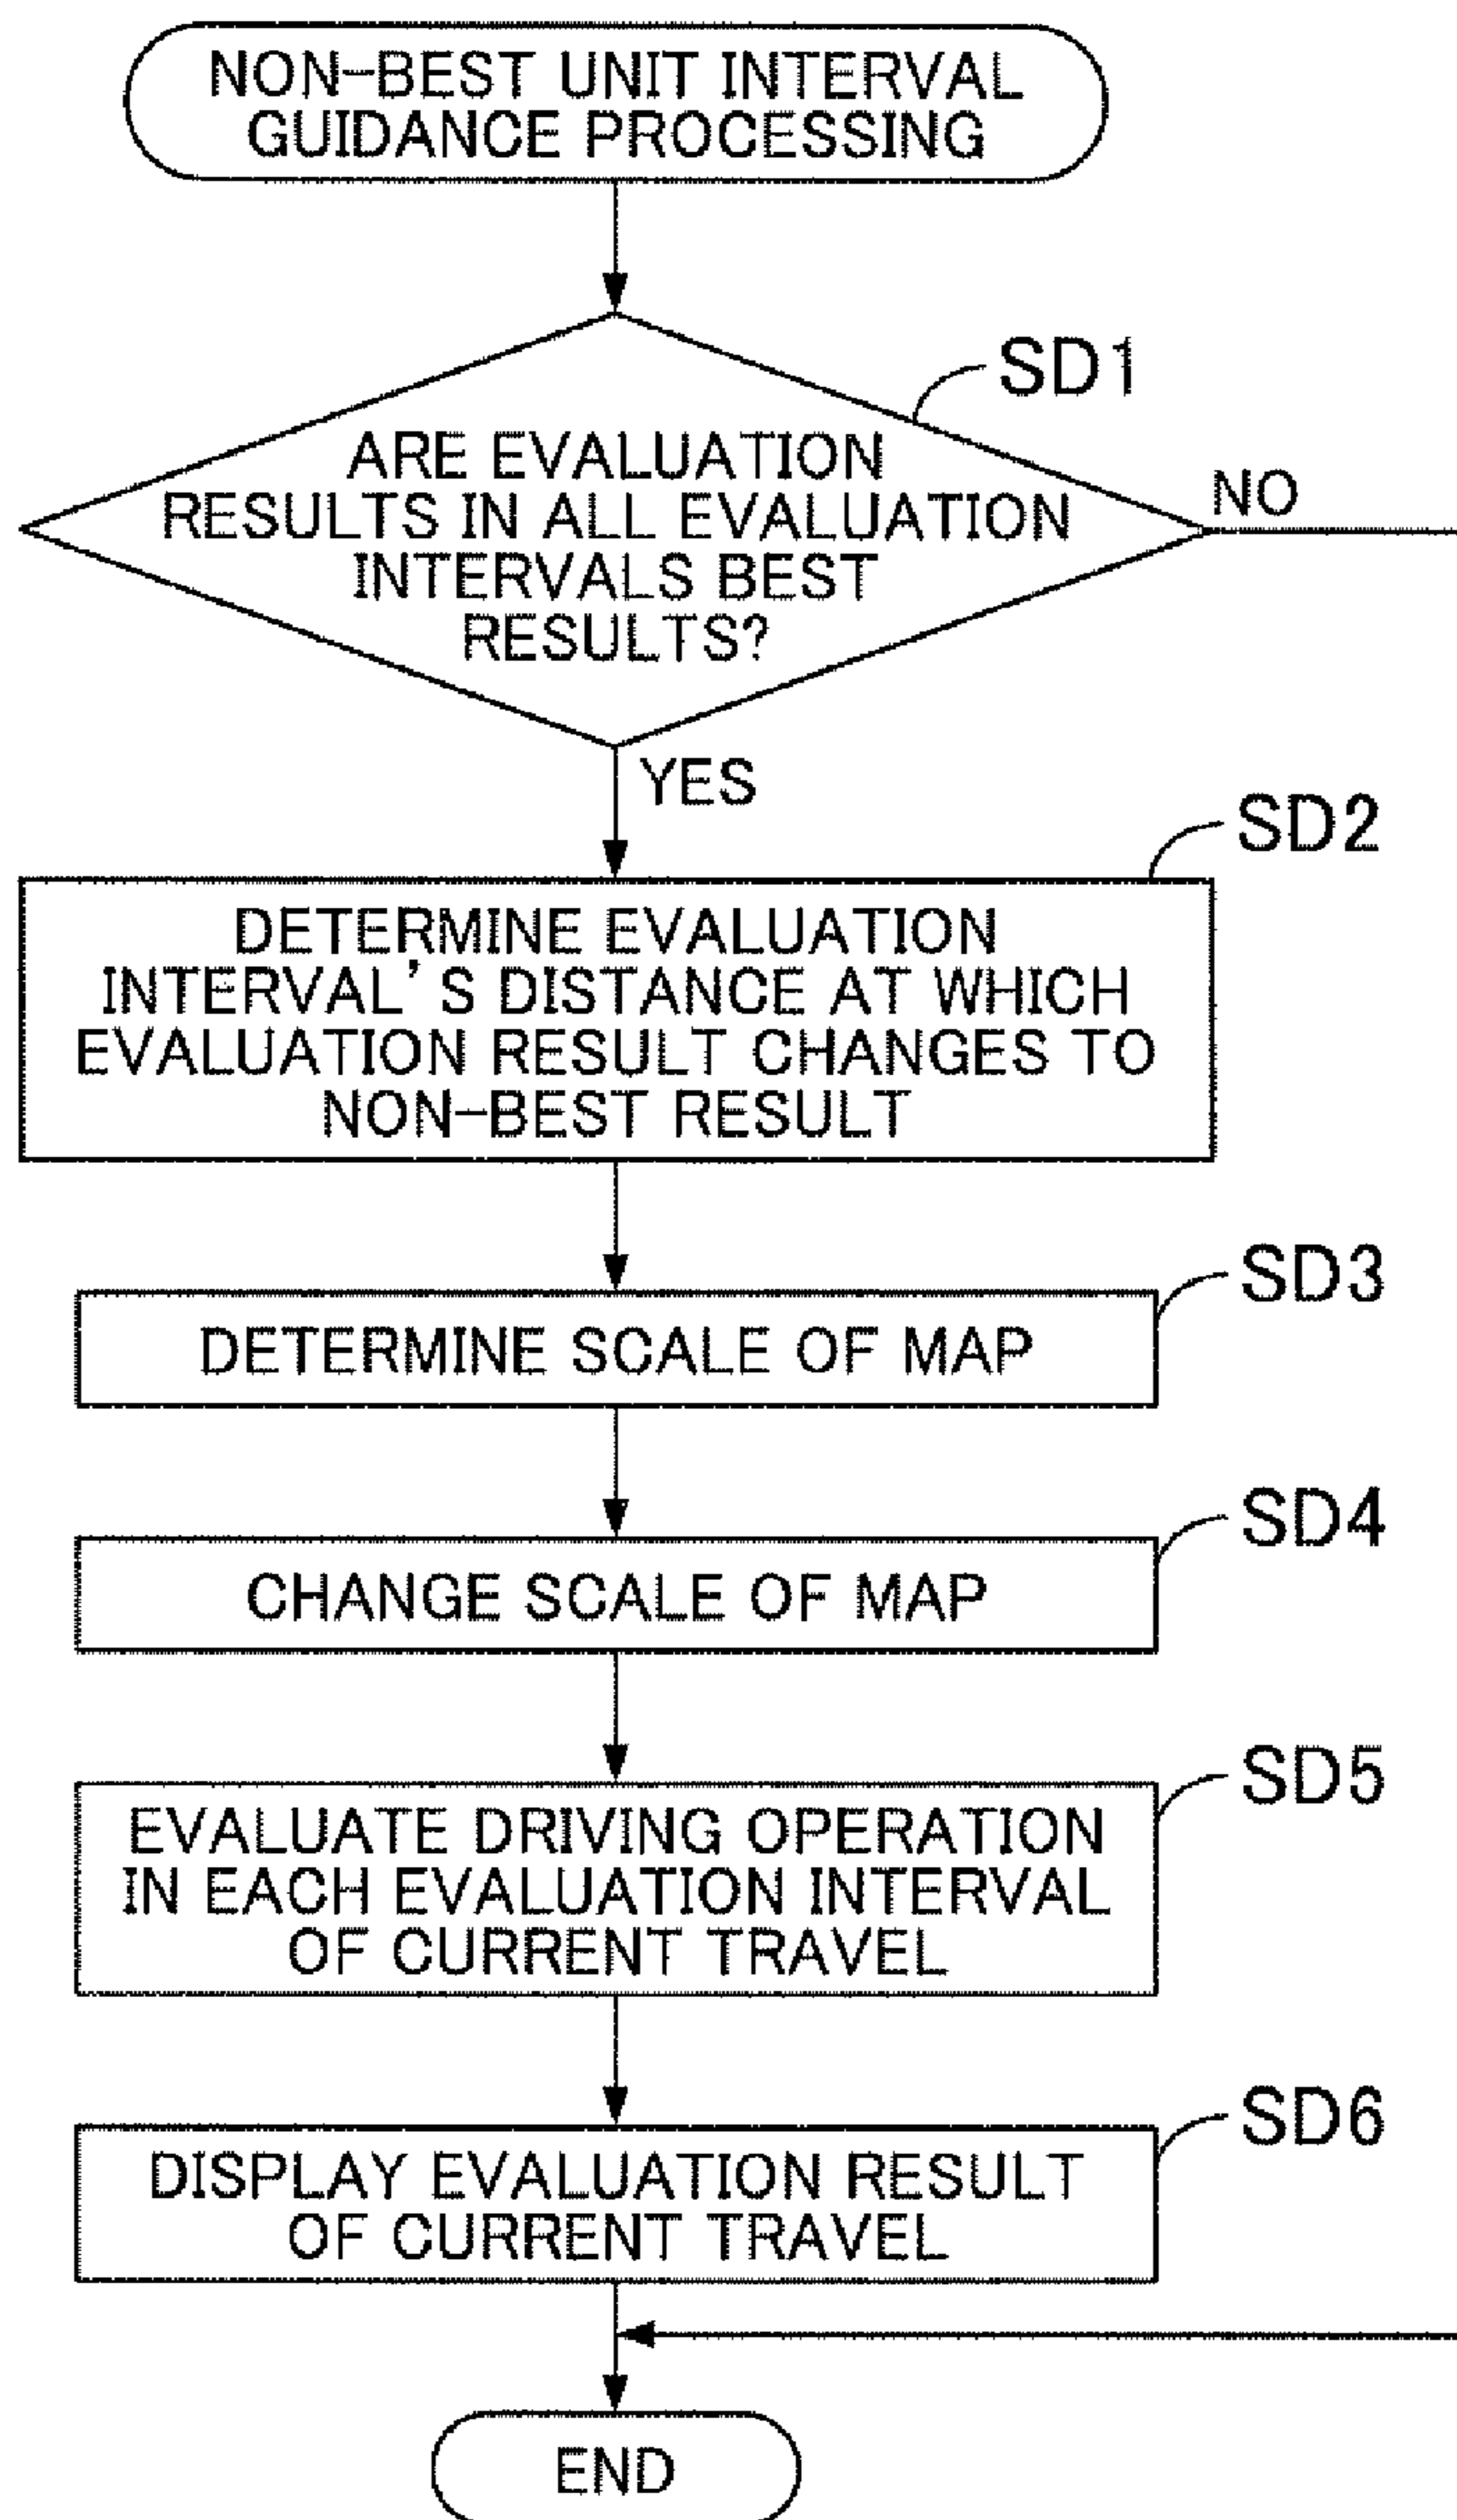 NON-BEST UNIT INTERVAL
GUIDANCE PROCESSING
SD1
ARE EVALUATION
RESULTS IN ALL EVALUATION
INTERVALS BEST
RESULTS?
NO
YES
SD2
DETERMINE EVALUATION
INTERVAL'S DISTANCE AT WHICH
EVALUATION RESULT CHANGES TO
NON-BEST RESULT
SD3
DETERMINE SCALE OF MAP
SD4
CHANGE SCALE OF MAP
SD5
EVALUATE DRIVING OPERATION
IN EACH EVALUATION INTERVAL
OF CURRENT TRAVEL
SD6
DISPLAY EVALUATION RESULT
OF CURRENT TRAVEL
END